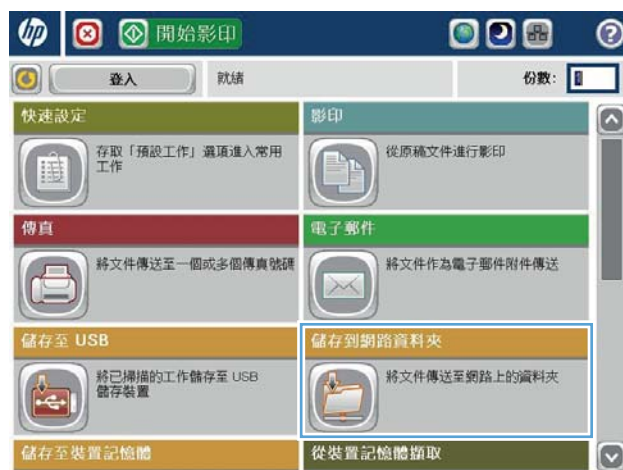 hp 開始影印 ?
登入 就緒 份數: 1
快速設定 影印
存取「預設工作」選項進入常用
工作
從原稿文件進行影印
傳真 電子郵件
將文件傳送至一個或多個傳真號碼
將文件作為電子郵件附件傳送
儲存至 USB 儲存到網路資料夾
將已掃描的工作儲存至 USB
儲存裝置
將文件傳送至網路上的資料夾
儲存至裝置記憶體 從裝置記憶體擷取